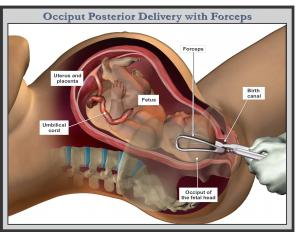 Occiput Posterior Delivery with Forceps
Forceps
Uterus and
placenta
Fetus
Birth
canal
Umbilical
cord
Occiput of
the fetal head